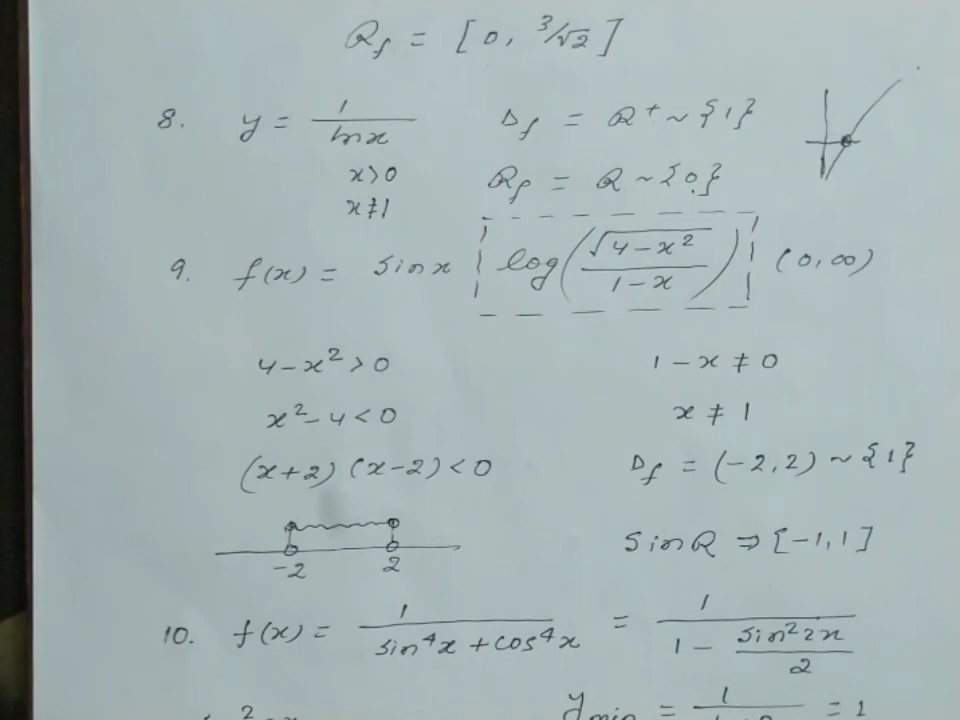 R_f = [0, 3/√2]
8. y = 1/ln x D_f = R+ ~ {1}
x>0 R_f = R ~ {0}
x≠1
9. f(x) = sin x log(√4-x²/1-x) (0,∞)
4-x²>0 1-x≠0
x²-4<0 x≠1
(x+2)(x-2)<0 D_f = (-2,2) ~ {1}
sin R ⇒ [-1,1]
-2 2
10. f(x) = 1/sin⁴x+cos⁴x = 1/1-sin²2x/2
y_min = 1/ = 1